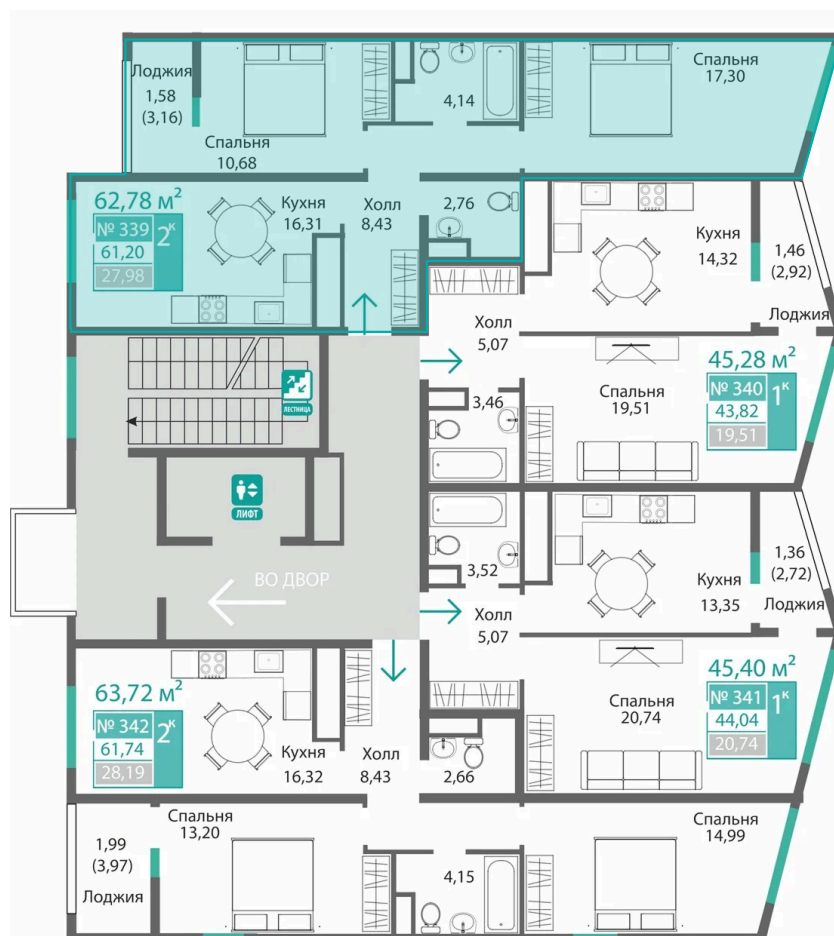 Лоджия
1,58
(3,16)
Спальня
10,68
4,14
Спальня
17,30
62,78 м²
№ 339
2к
61,20
27,98
Кухня
16,31
Холл
8,43
2,76
Кухня
14,32
1,46
(2,92)
Лоджия
Холл
5,07
45,28 м²
№ 340
1к
43,82
19,51
Спальня
19,51
3,46
ЛЕСТНИЦА
ЛИФТ
ВО ДВОР
3,52
Холл
5,07
Кухня
13,35
1,36
(2,72)
Лоджия
45,40 м²
№ 341
1к
44,04
20,74
Спальня
20,74
63,72 м²
№ 342
2к
61,74
28,19
Кухня
16,32
Холл
8,43
2,66
1,99
(3,97)
Лоджия
Спальня
13,20
4,15
Спальня
14,99